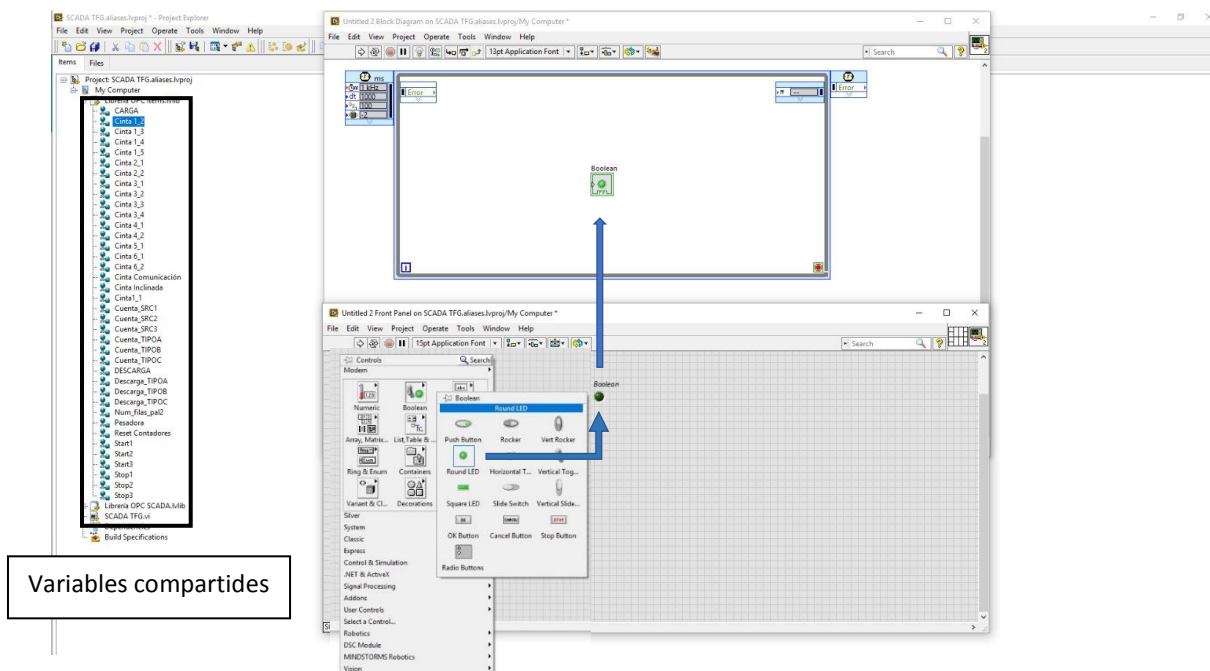 SCADA TFG.aliases.lvproj * - Project Explorer
File Edit View Project Operate Tools Window Help
Items Files
Project: SCADA TFG.aliases.lvproj
My Computer
Librería OPC Items.lvlib
CARGA
Cinta 1_2
Cinta 1_3
Cinta 1_4
Cinta 1_5
Cinta 2_1
Cinta 2_2
Cinta 3_1
Cinta 3_2
Cinta 3_3
Cinta 3_4
Cinta 4_1
Cinta 4_2
Cinta 5_1
Cinta 6_1
Cinta 6_2
Cinta Comunicación
Cinta Inclinada
Cinta1_1
Cuenta_SRC1
Cuenta_SRC2
Cuenta_SRC3
Cuenta_TIPOA
Cuenta_TIPOB
Cuenta_TIPOC
DESCARGA
Descarga_TIPOA
Descarga_TIPOB
Descarga_TIPOC
Num_filas_pal2
Pesadora
Reset Contadores
Start1
Start2
Start3
Stop1
Stop2
Stop3
Librería OPC SCADA.lvlib
SCADA TFG.vi
Dependencies
Build Specifications
Variables compartides
Untitled 2 Block Diagram on SCADA TFG.aliases.lvproj/My Computer *
File Edit View Project Operate Tools Window Help
13pt Application Font
Search
2
ms
1 kHz
dt 1000
100
-2
Error
Error
Boolean
i
Untitled 2 Front Panel on SCADA TFG.aliases.lvproj/My Computer *
File Edit View Project Operate Tools Window Help
15pt Application Font
Search
2
Controls
Search
Modern
Numeric Boolean
Array, Matrix... List, Table & ...
Ring & Enum Containers
Variant & Cl... Decorations
Silver
System
Classic
Express
Control & Simulation
.NET & ActiveX
Signal Processing
Addons
User Controls
Select a Control...
Robotics
DSC Module
MINDSTORMS Robotics
Vision
Boolean
Round LED
Push Button Rocker Vert Rocker
Round LED Horizontal T... Vertical Tog...
Square LED Slide Switch Vertical Slide...
OK Button Cancel Button Stop Button
Radio Buttons
Boolean